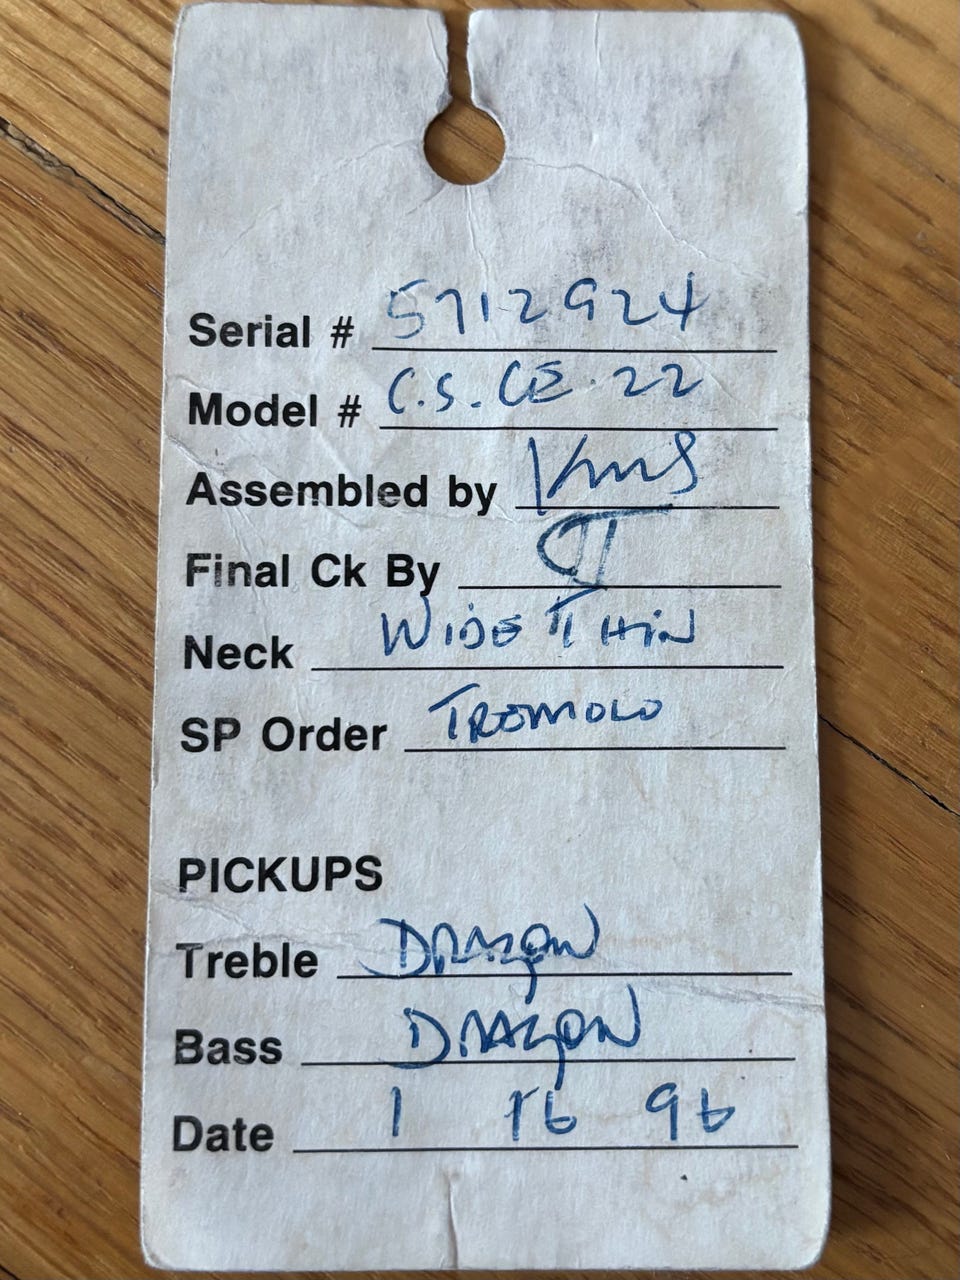 Serial # 5712924
Model # C.S. CE. 22
Assembled by
Final Ck By
Neck WIDE THIN
SP Order TROMOLO
PICKUPS
Treble DRAGON
Bass DRAGON
Date 1 16 96